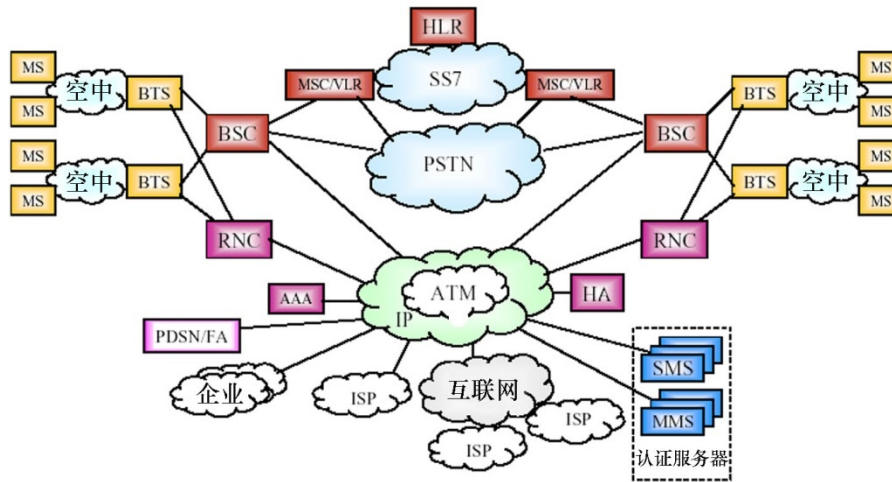 HLR
MS
空中
BTS
MSC/VLR
SS7
MSC/VLR
BTS
空中
MS
MS
MS
BSC
BSC
MS
PSTN
MS
空中
BTS
BTS
空中
MS
MS
RNC
RNC
ATM
AAA
HA
IP
PDSN/FA
SMS
企业
ISP
互联网
ISP
MMS
ISP
认证服务器